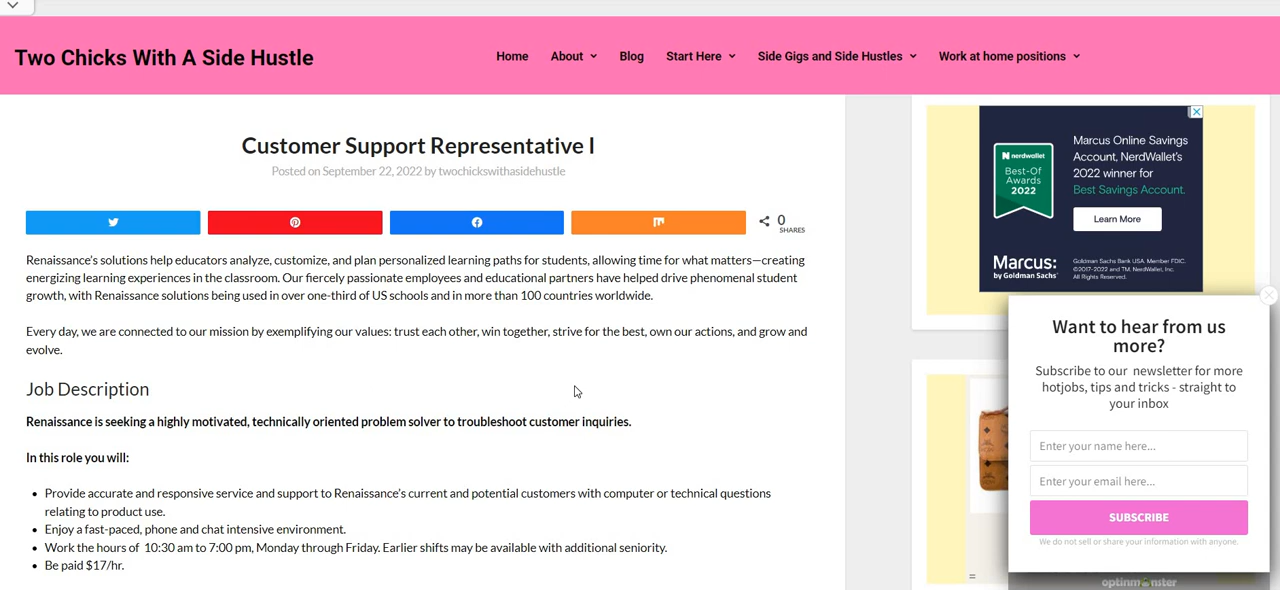 Two Chicks With A Side Hustle
Home About Blog Start Here Side Gigs and Side Hustles Work at home positions
Customer Support Representative I
Posted on September 22, 2022 by twochickswithasidehustle
0
SHARES
Renaissance's solutions help educators analyze, customize, and plan personalized learning paths for students, allowing time for what matters—creating
energizing learning experiences in the classroom. Our fiercely passionate employees and educational partners have helped drive phenomenal student
growth, with Renaissance solutions being used in over one-third of US schools and in more than 100 countries worldwide.
Every day, we are connected to our mission by exemplifying our values: trust each other, win together, strive for the best, own our actions, and grow and
evolve.
Job Description
Renaissance is seeking a highly motivated, technically oriented problem solver to troubleshoot customer inquiries.
In this role you will:
Provide accurate and responsive service and support to Renaissance's current and potential customers with computer or technical questions
relating to product use.
Enjoy a fast-paced, phone and chat intensive environment.
Work the hours of 10:30 am to 7:00 pm, Monday through Friday. Earlier shifts may be available with additional seniority.
Be paid $17/hr.
nerdwallet
Best-Of
Awards
2022
Marcus Online Savings
Account, NerdWallet's
2022 winner for
Best Savings Account.
Learn More
Marcus:
by Goldman Sachs
Goldman Sachs Bank USA. Member FDIC.
©2017-2022 and TM, NerdWallet, Inc.
All Rights Reserved.
Want to hear from us
more?
Subscribe to our newsletter for more
hotjobs, tips and tricks - straight to
your inbox
Enter your name here...
Enter your email here...
SUBSCRIBE
We do not sell or share your information with anyone.
optinmonster